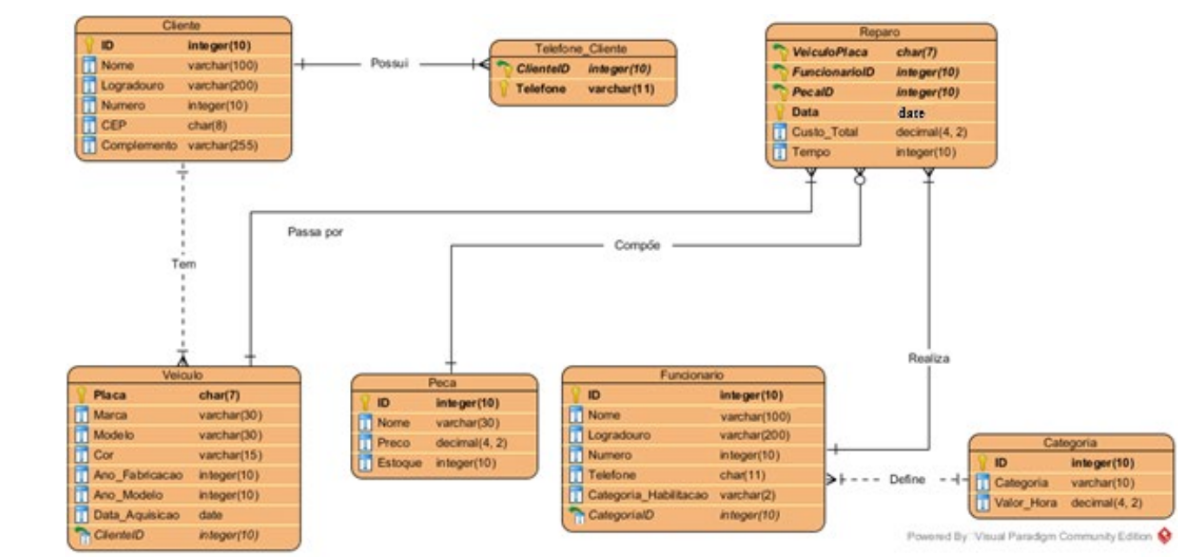 Cliente
ID integer(10)
Nome varchar(100)
Logradouro varchar(200)
Numero integer(10)
CEP char(8)
Complemento varchar(255)
Possui
Telefone_Cliente
ClienteID integer(10)
Telefone varchar(11)
Reparo
VeiculoPlaca char(7)
FuncionarioID integer(10)
PecaID integer(10)
Data date
Custo_Total decimal(4, 2)
Tempo integer(10)
Passa por
Compõe
Tem
Realiza
Veiculo
Placa char(7)
Marca varchar(30)
Modelo varchar(30)
Cor varchar(15)
Ano_Fabricacao integer(10)
Ano_Modelo integer(10)
Data_Aquisicao date
ClienteID integer(10)
Peca
ID integer(10)
Nome varchar(30)
Preco decimal(4, 2)
Estoque integer(10)
Funcionario
ID integer(10)
Nome varchar(100)
Logradouro varchar(200)
Numero integer(10)
Telefone char(11)
Categoria_Habilitacao varchar(2)
CategoriaID integer(10)
Define
Categoria
ID integer(10)
Categoria varchar(10)
Valor_Hora decimal(4, 2)
Powered By Visual Paradigm Community Edition